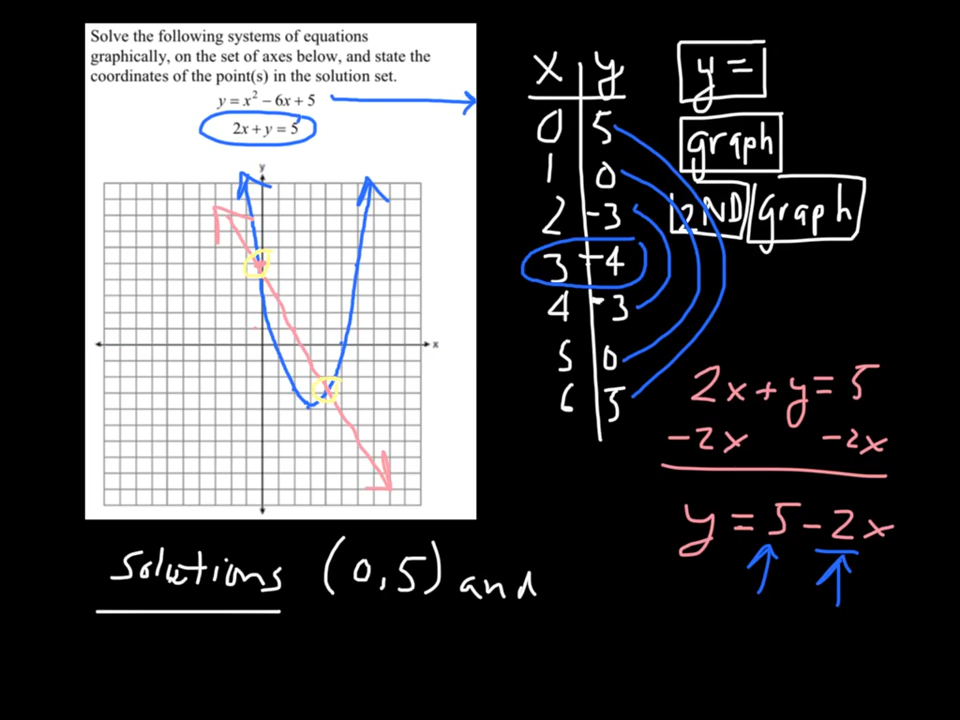 Solve the following systems of equations
graphically, on the set of axes below, and state the
coordinates of the point(s) in the solution set.
y = x² – 6x + 5
2x + y = 5
y
x
x y
0 5
1 0
2 -3
3 -4
4 -3
5 0
6 5
y =
graph
2ND graph
2x + y = 5
-2x -2x
y = 5 - 2x
Solutions (0,5) and